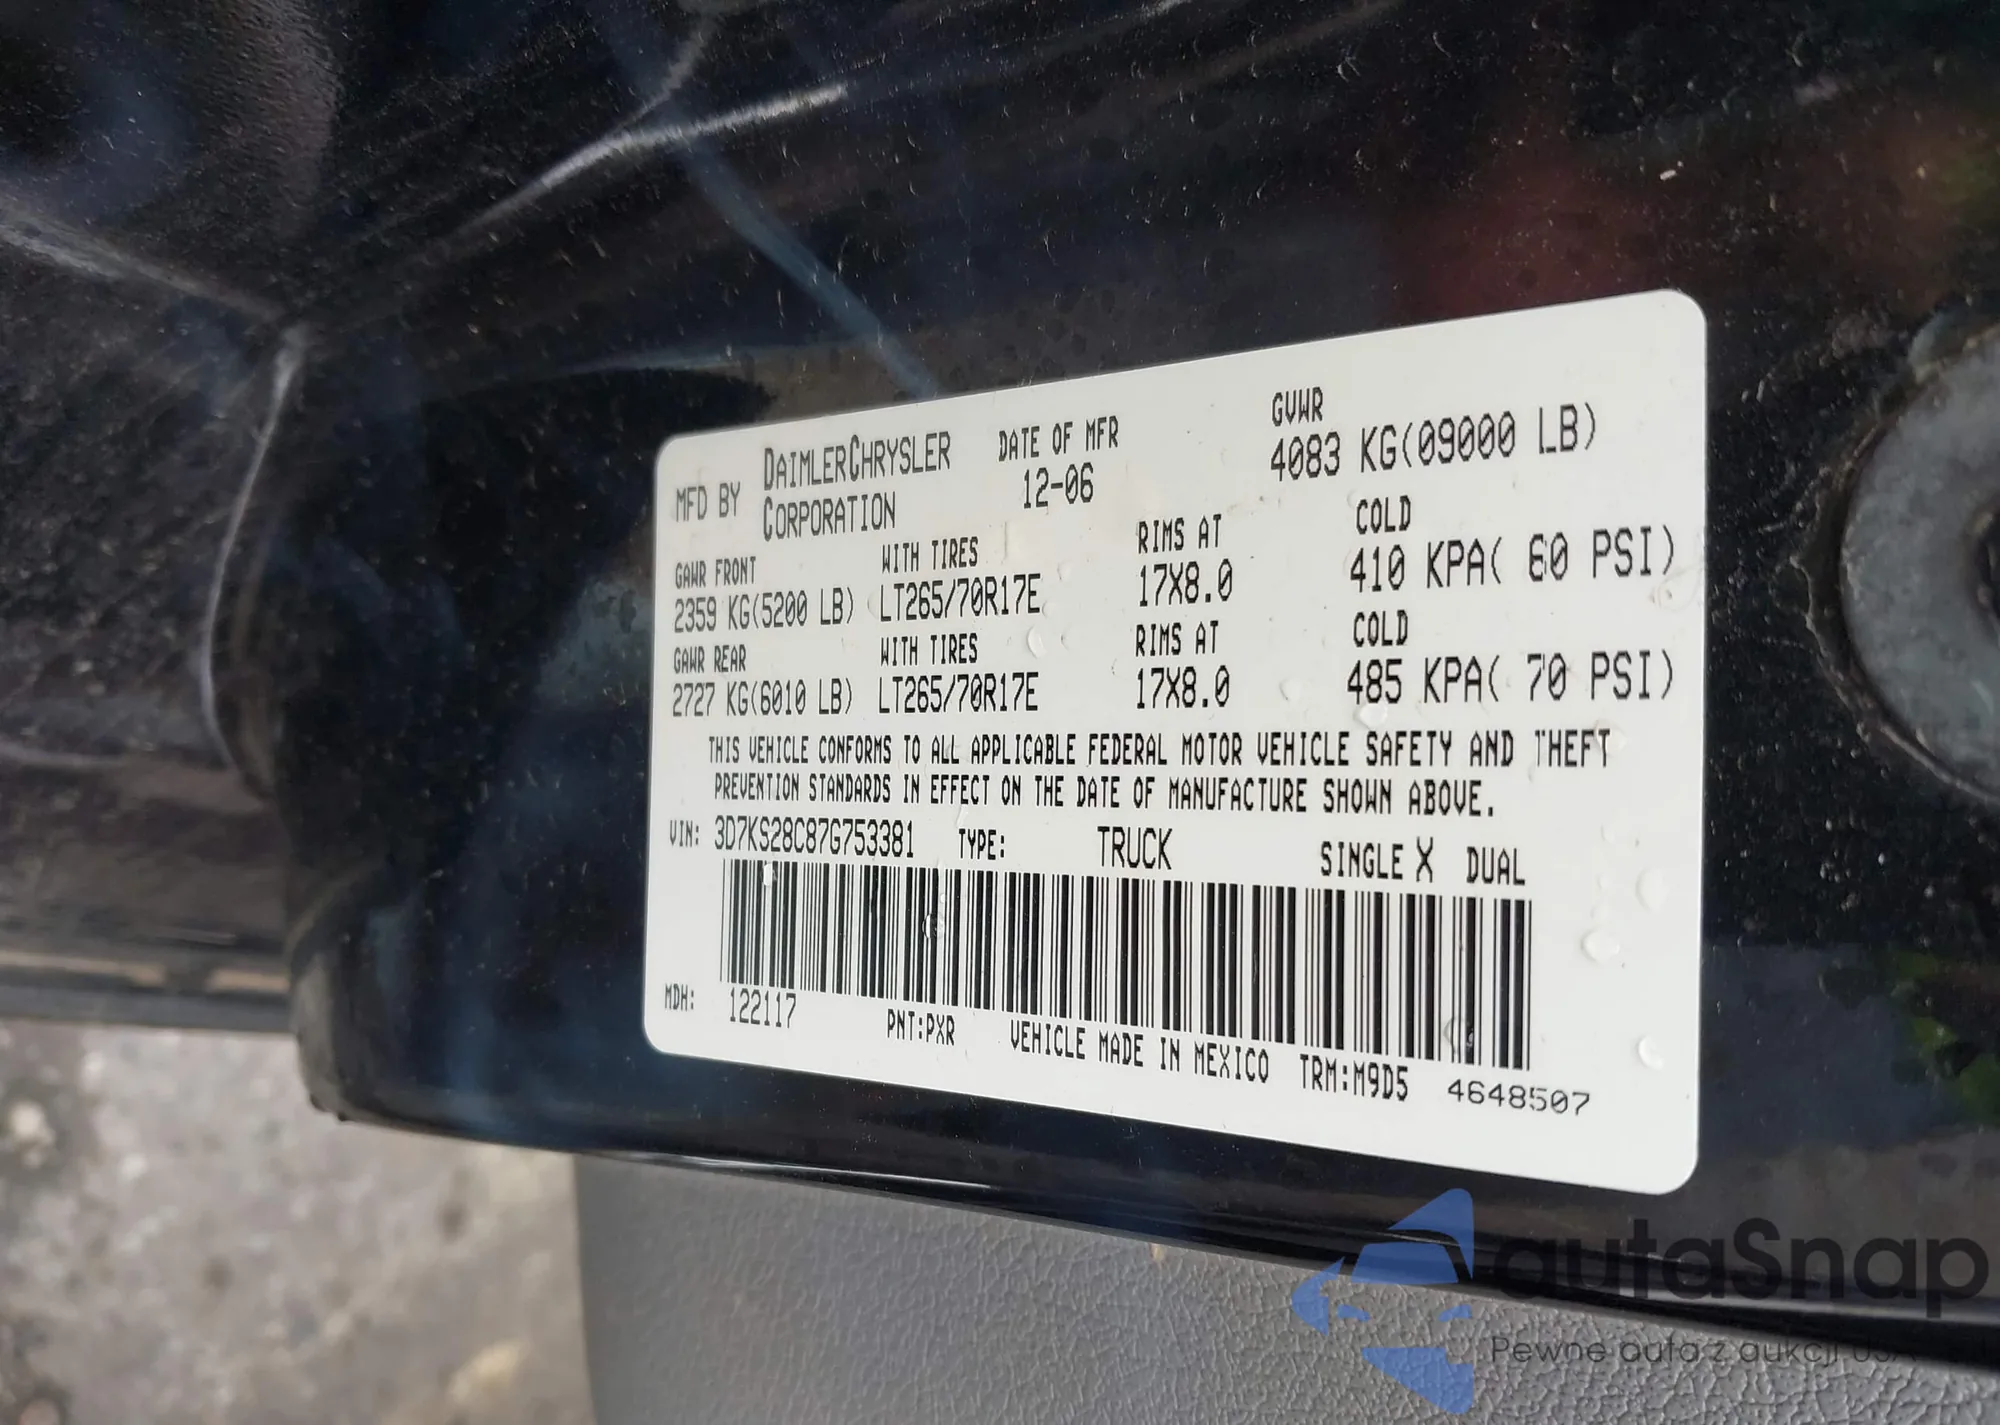 MFD BY DAIMLERCHRYSLER CORPORATION
DATE OF MFR
12-06
GVWR
4083 KG(09000 LB)
GAWR FRONT WITH TIRES RIMS AT COLD
2359 KG(5200 LB) LT265/70R17E 17X8.0 410 KPA( 60 PSI)
GAWR REAR WITH TIRES RIMS AT COLD
2727 KG(6010 LB) LT265/70R17E 17X8.0 485 KPA( 70 PSI)
THIS VEHICLE CONFORMS TO ALL APPLICABLE FEDERAL MOTOR VEHICLE SAFETY AND THEFT
PREVENTION STANDARDS IN EFFECT ON THE DATE OF MANUFACTURE SHOWN ABOVE.
VIN: 3D7KS28C87G753381 TYPE: TRUCK SINGLE X DUAL
MDH: 122117 PNT:PXR VEHICLE MADE IN MEXICO TRM:M9D5 4648507
autaSnap
Pewne auta z aukcji USA